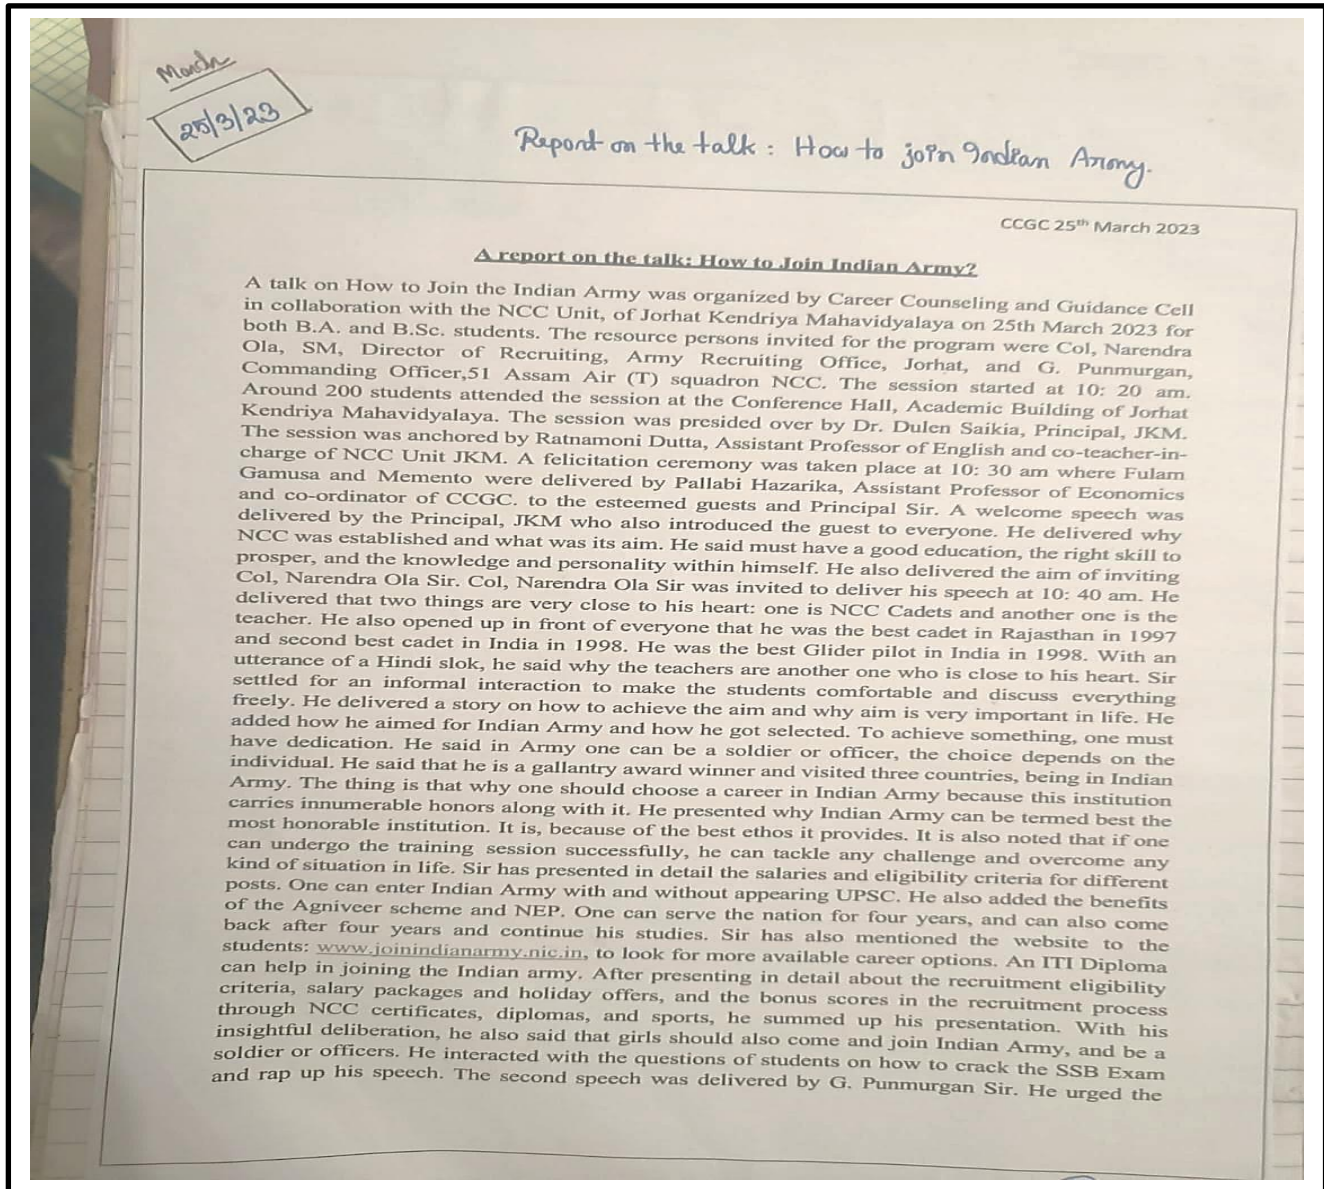 March
25/3/23
Report on the talk: How to join Indian Army.
CCGC 25th March 2023
A report on the talk: How to Join Indian Army?
A talk on How to Join the Indian Army was organized by Career Counseling and Guidance Cell
in collaboration with the NCC Unit, of Jorhat Kendriya Mahavidyalaya on 25th March 2023 for
both B.A. and B.Sc. students. The resource persons invited for the program were Col, Narendra
Ola, SM, Director of Recruiting, Army Recruiting Office, Jorhat, and G. Punmurgan,
Commanding Officer,51 Assam Air (T) squadron NCC. The session started at 10: 20 am.
Around 200 students attended the session at the Conference Hall, Academic Building of Jorhat
Kendriya Mahavidyalaya. The session was presided over by Dr. Dulen Saikia, Principal, JKM.
The session was anchored by Ratnamoni Dutta, Assistant Professor of English and co-teacher-in-
charge of NCC Unit JKM. A felicitation ceremony was taken place at 10: 30 am where Fulam
Gamusa and Memento were delivered by Pallabi Hazarika, Assistant Professor of Economics
and co-ordinator of CCGC. to the esteemed guests and Principal Sir. A welcome speech was
delivered by the Principal, JKM who also introduced the guest to everyone. He delivered why
NCC was established and what was its aim. He said must have a good education, the right skill to
prosper, and the knowledge and personality within himself. He also delivered the aim of inviting
Col, Narendra Ola Sir. Col, Narendra Ola Sir was invited to deliver his speech at 10: 40 am. He
delivered that two things are very close to his heart: one is NCC Cadets and another one is the
teacher. He also opened up in front of everyone that he was the best cadet in Rajasthan in 1997
and second best cadet in India in 1998. He was the best Glider pilot in India in 1998. With an
utterance of a Hindi slok, he said why the teachers are another one who is close to his heart. Sir
settled for an informal interaction to make the students comfortable and discuss everything
freely. He delivered a story on how to achieve the aim and why aim is very important in life. He
added how he aimed for Indian Army and how he got selected. To achieve something, one must
have dedication. He said in Army one can be a soldier or officer, the choice depends on the
individual. He said that he is a gallantry award winner and visited three countries, being in Indian
Army. The thing is that why one should choose a career in Indian Army because this institution
carries innumerable honors along with it. He presented why Indian Army can be termed best the
most honorable institution. It is, because of the best ethos it provides. It is also noted that if one
can undergo the training session successfully, he can tackle any challenge and overcome any
kind of situation in life. Sir has presented in detail the salaries and eligibility criteria for different
posts. One can enter Indian Army with and without appearing UPSC. He also added the benefits
of the Agniveer scheme and NEP. One can serve the nation for four years, and can also come
back after four years and continue his studies. Sir has also mentioned the website to the
students: www.joinindianarmy.nic.in, to look for more available career options. An ITI Diploma
can help in joining the Indian army. After presenting in detail about the recruitment eligibility
criteria, salary packages and holiday offers, and the bonus scores in the recruitment process
through NCC certificates, diplomas, and sports, he summed up his presentation. With his
insightful deliberation, he also said that girls should also come and join Indian Army, and be a
soldier or officers. He interacted with the questions of students on how to crack the SSB Exam
and rap up his speech. The second speech was delivered by G. Punmurgan Sir. He urged the